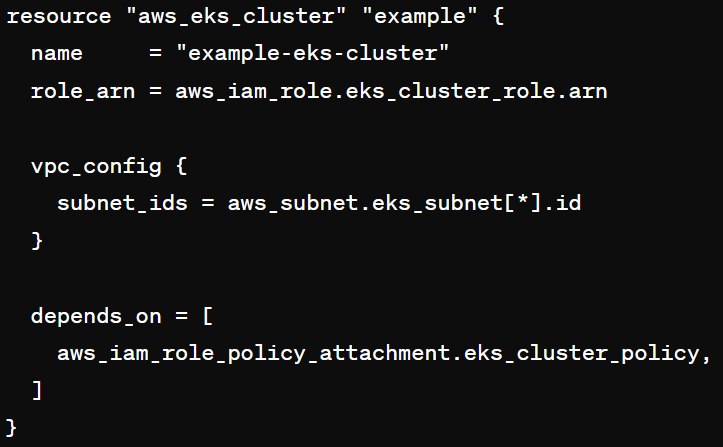 resource "aws_eks_cluster" "example" {
  name     = "example-eks-cluster"
  role_arn = aws_iam_role.eks_cluster_role.arn

  vpc_config {
    subnet_ids = aws_subnet.eks_subnet[*].id
  }

  depends_on = [
    aws_iam_role_policy_attachment.eks_cluster_policy,
  ]
}